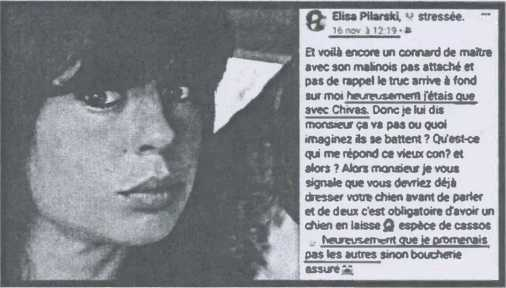 Elisa Pilarski, stressée.
16 nov. à 12:19 •
Et voilà encore un connard de maître
avec son malinois pas attaché et
pas de rappel le truc arrive à fond
sur moi heureusement j'étais que
avec Chivas. Donc je lui dis
monsieur ça va pas ou quoi
imaginez ils se battent ? Qu'est-ce
qui me répond ce vieux con? et
alors ? Alors monsieur je vous
signale que vous devriez déjà
dresser votre chien avant de parler
et de deux c'est obligatoire d'avoir un
chien en laisse espèce de cassos
heureusement que je promenais
pas les autres sinon boucherie
assuré